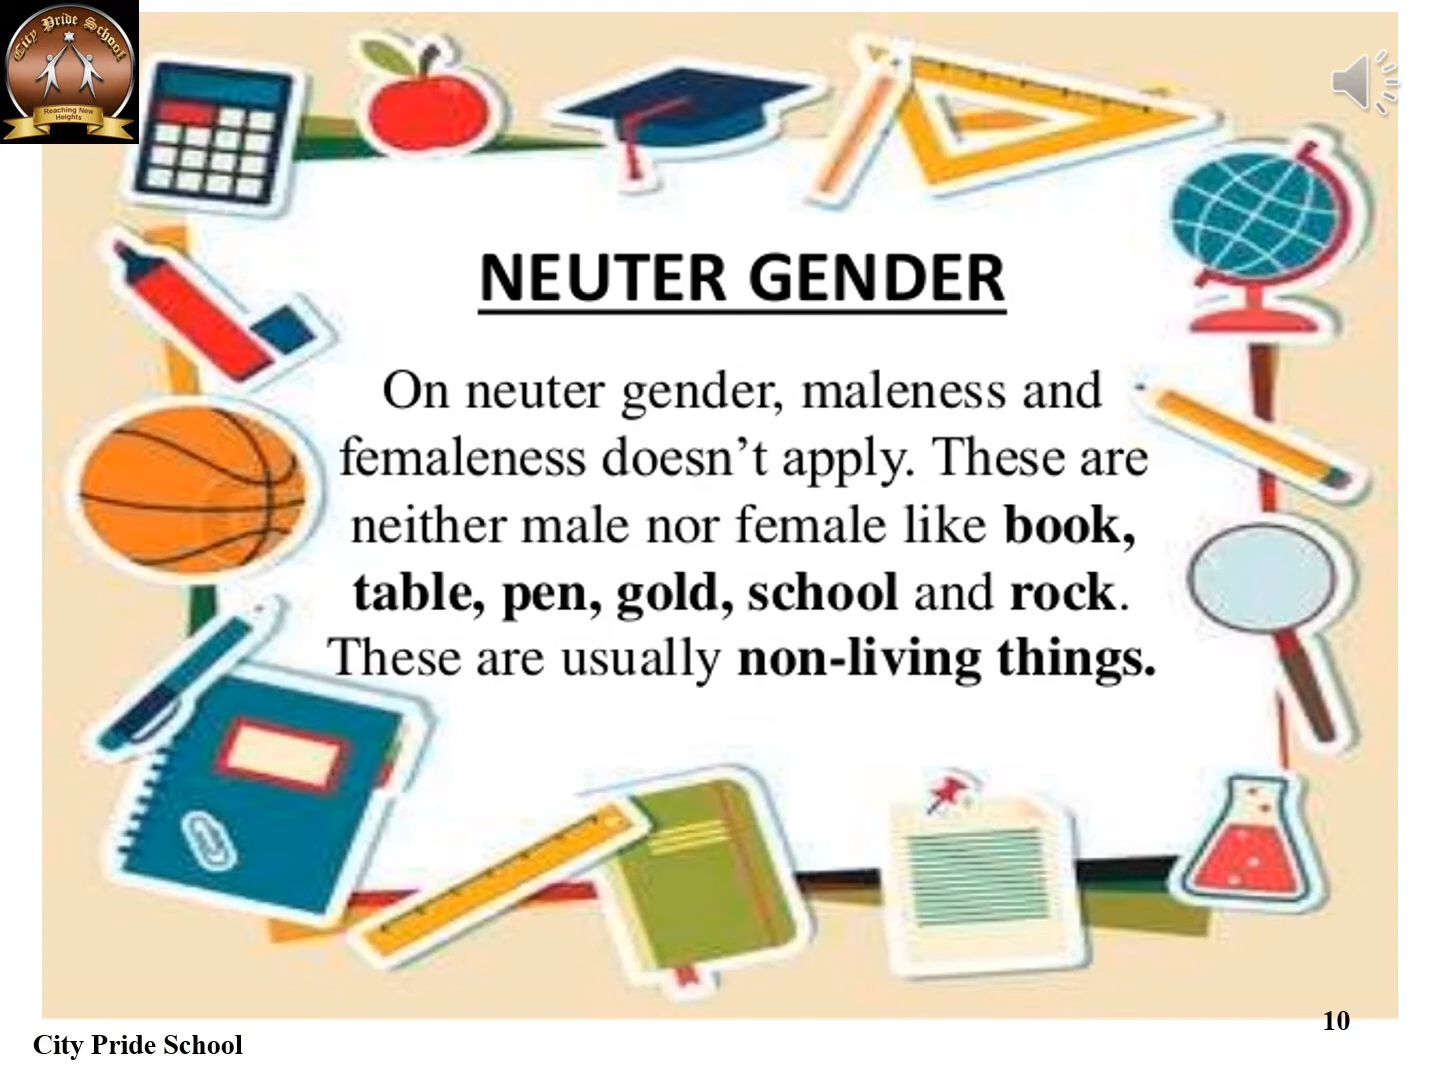 City Pride School
Reaching New
Heights
NEUTER GENDER
On neuter gender, maleness and
femaleness doesn’t apply. These are
neither male nor female like book,
table, pen, gold, school and rock.
These are usually non-living things.
10
City Pride School